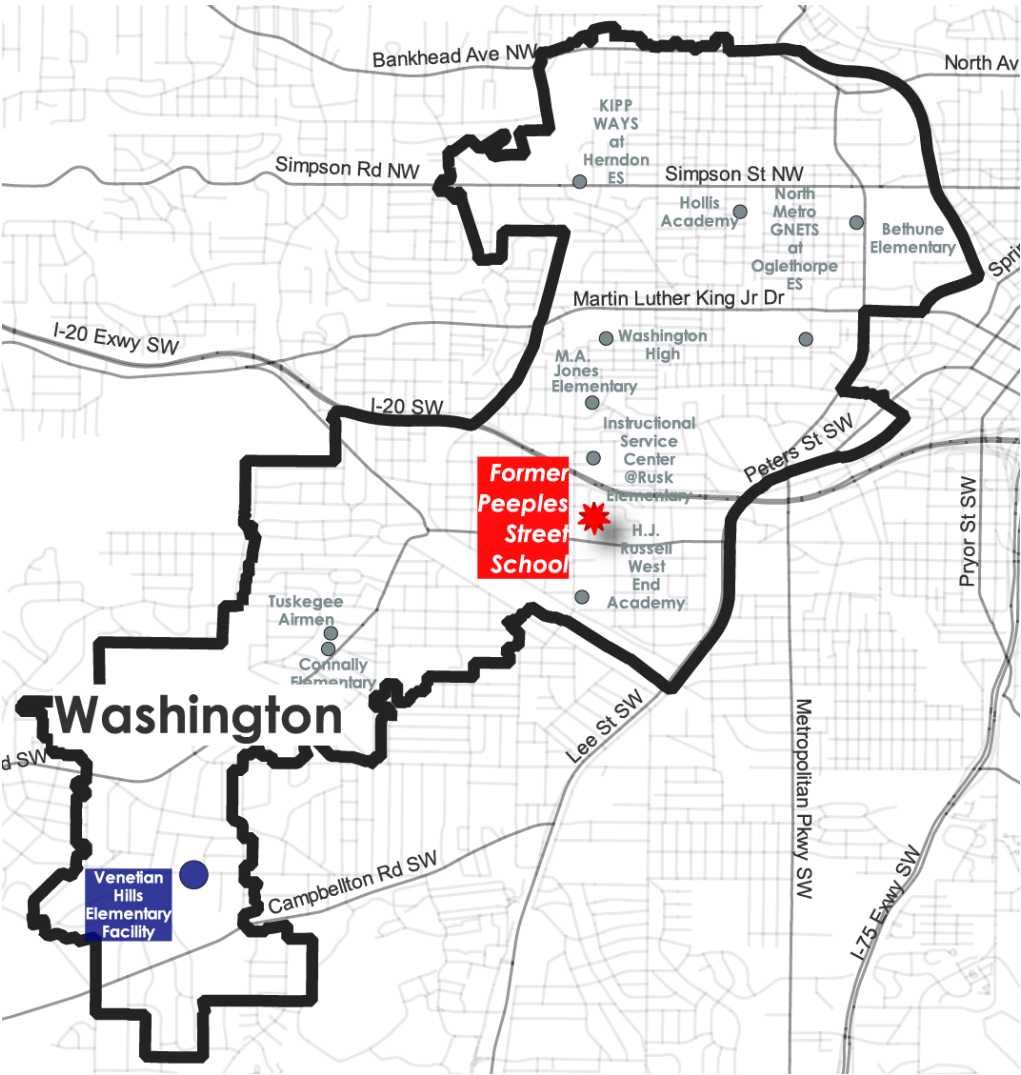 Bankhead Ave NW
North Av
KIPP
WAYS
at
Herndon
ES
Simpson Rd NW
Simpson St NW
Hollis
Academy
North
Metro
GNETS
at
Oglethorpe
ES
Bethune
Elementary
Sprin
Martin Luther King Jr Dr
I-20 Exwy SW
Washington
High
M.A.
Jones
Elementary
I-20 SW
Instructional
Service
Center
@Rusk
Elementary
Peters St SW
Former
Peeples
Street
School
Pryor St SW
H.J.
Russell
West
End
Academy
Tuskegee
Airmen
Connally
Elementary
Washington
Lee St SW
Metropolitan Pkwy SW
d SW
Venetian
Hills
Elementary
Facility
Campbellton Rd SW
I-75 Exwy SW